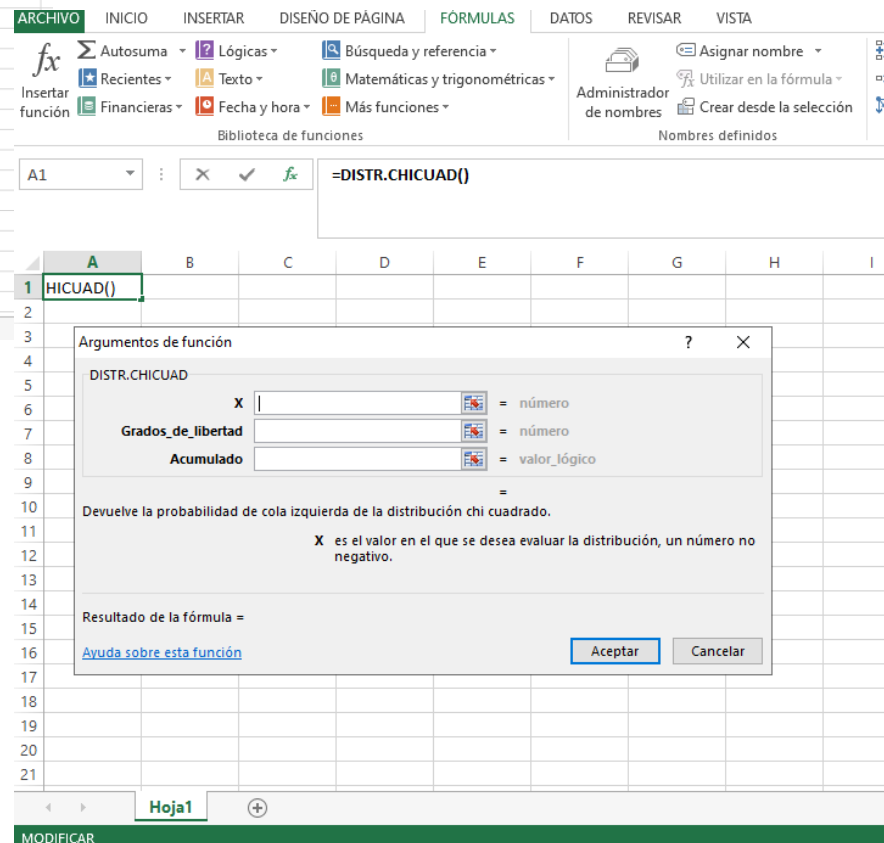 ARCHIVO INICIO INSERTAR DISEÑO DE PÁGINA FÓRMULAS DATOS REVISAR VISTA
fx Insertar función
Σ Autosuma
Recientes
Financieras
? Lógicas
A Texto
Fecha y hora
Búsqueda y referencia
θ Matemáticas y trigonométricas
Más funciones
Biblioteca de funciones
Administrador de nombres
Asignar nombre
fx Utilizar en la fórmula
Crear desde la selección
Nombres definidos
A1 fx =DISTR.CHICUAD()
A B C D E F G H I
1 HICUAD()
2
3
4
5
6
7
8
9
10
11
12
13
14
15
16
17
18
19
20
21
Argumentos de función ?
DISTR.CHICUAD
X = número
Grados_de_libertad = número
Acumulado = valor_lógico
=
Devuelve la probabilidad de cola izquierda de la distribución chi cuadrado.
X es el valor en el que se desea evaluar la distribución, un número no
negativo.
Resultado de la fórmula =
Ayuda sobre esta función Aceptar Cancelar
Hoja1
MODIFICAR